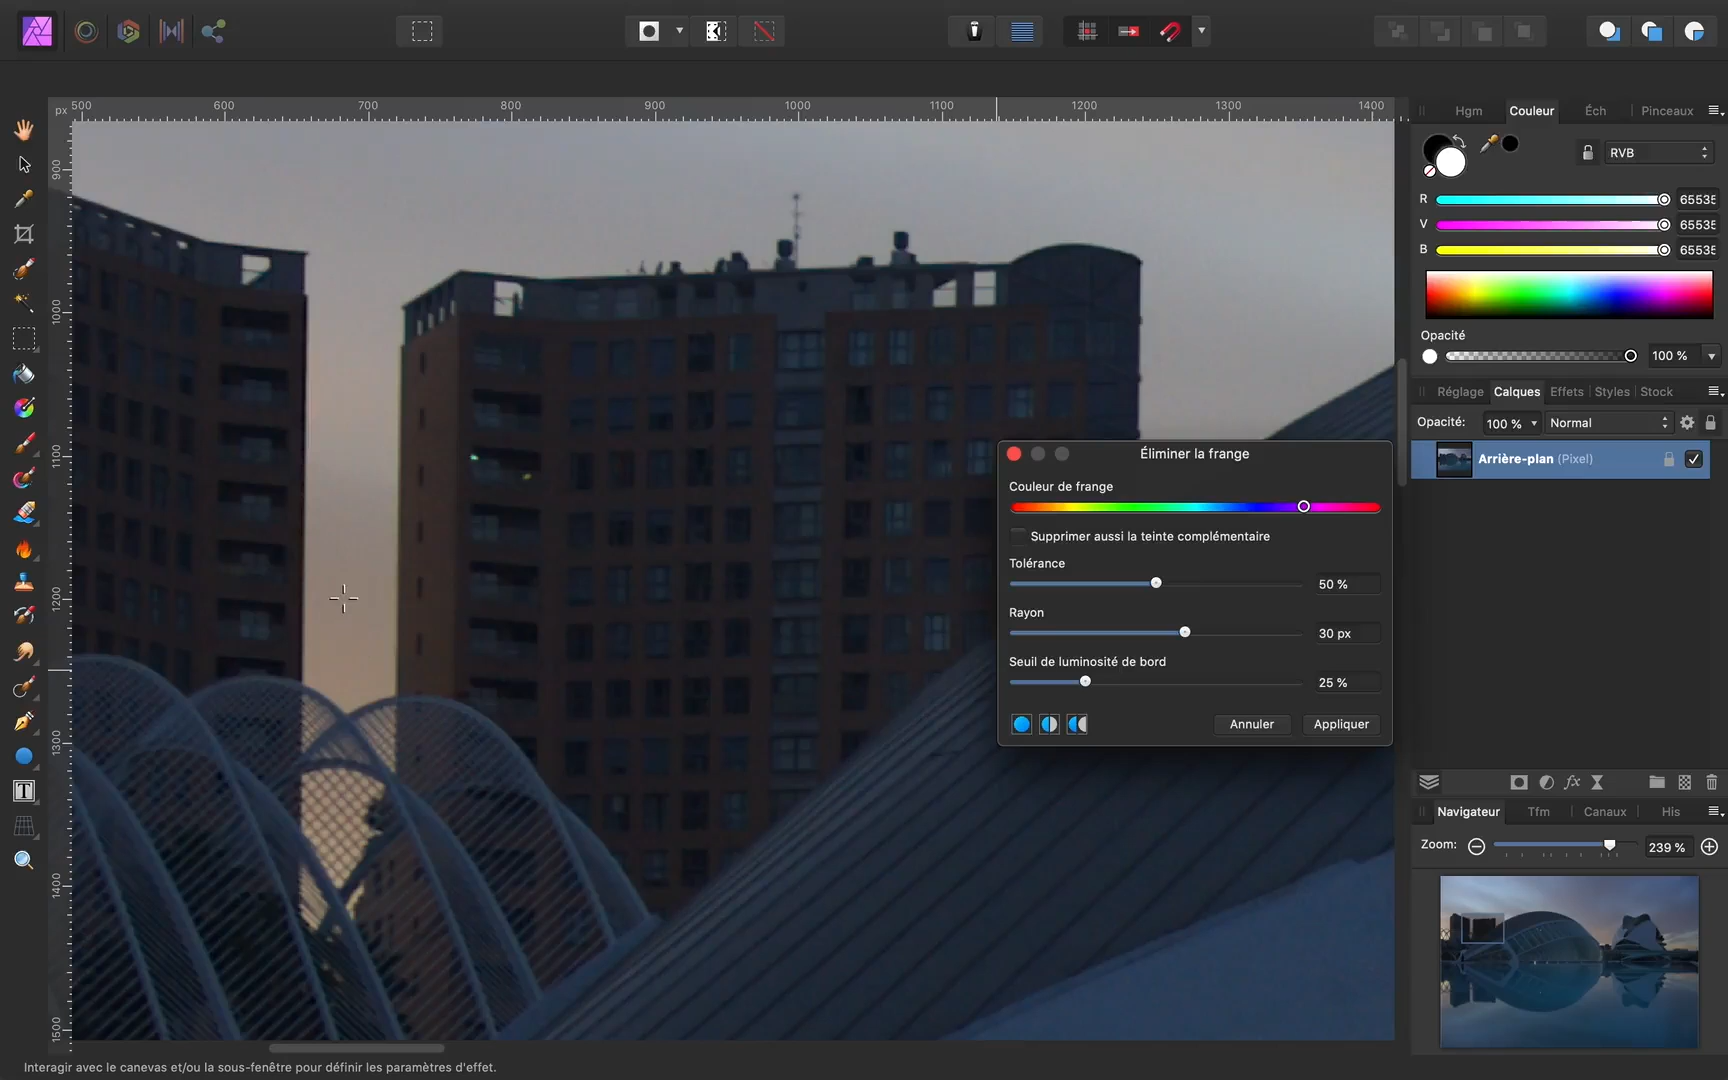 px
500
600
700
800
900
1000
1100
1200
1300
1400
900
1000
1100
1200
1300
1400
1500
Hgm
Couleur
Éch
Pinceaux
RVB
R
65535
V
65535
B
65535
Opacité
100 %
Réglage
Calques
Effets
Styles
Stock
Opacité:
100 %
Normal
Arrière-plan (Pixel)
Éliminer la frange
Couleur de frange
Supprimer aussi la teinte complémentaire
Tolérance
50 %
Rayon
30 px
Seuil de luminosité de bord
25 %
Annuler
Appliquer
fx
Navigateur
Tfm
Canaux
His
Zoom:
239 %
T
Interagir avec le canevas et/ou la sous-fenêtre pour définir les paramètres d'effet.